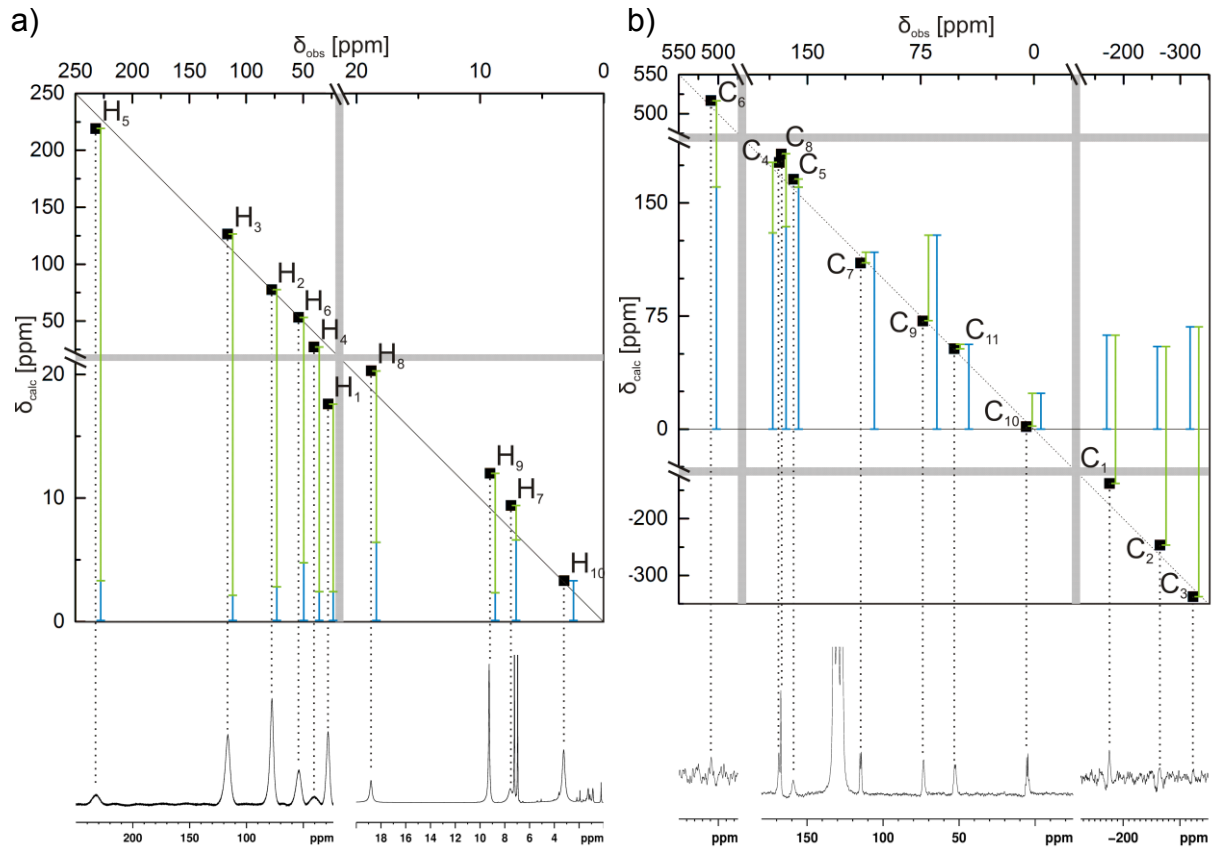 a)
δobs [ppm]
250 200 150 100 50 20 10 0
δcalc [ppm]
250
200
150
100
50
20
10
0
H5
H3
H2
H6
H4
H8
H1
H9
H7
H10
200 100 ppm
18 16 14 12 10 8 6 4 2 ppm
b)
δobs [ppm]
550 500 150 75 0 -200 -300
δcalc [ppm]
550
500
150
75
0
-200
-300
C6
C8
C4
C5
C7
C9
C11
C10
C1
C2
C3
ppm
150 50 ppm
-200 ppm